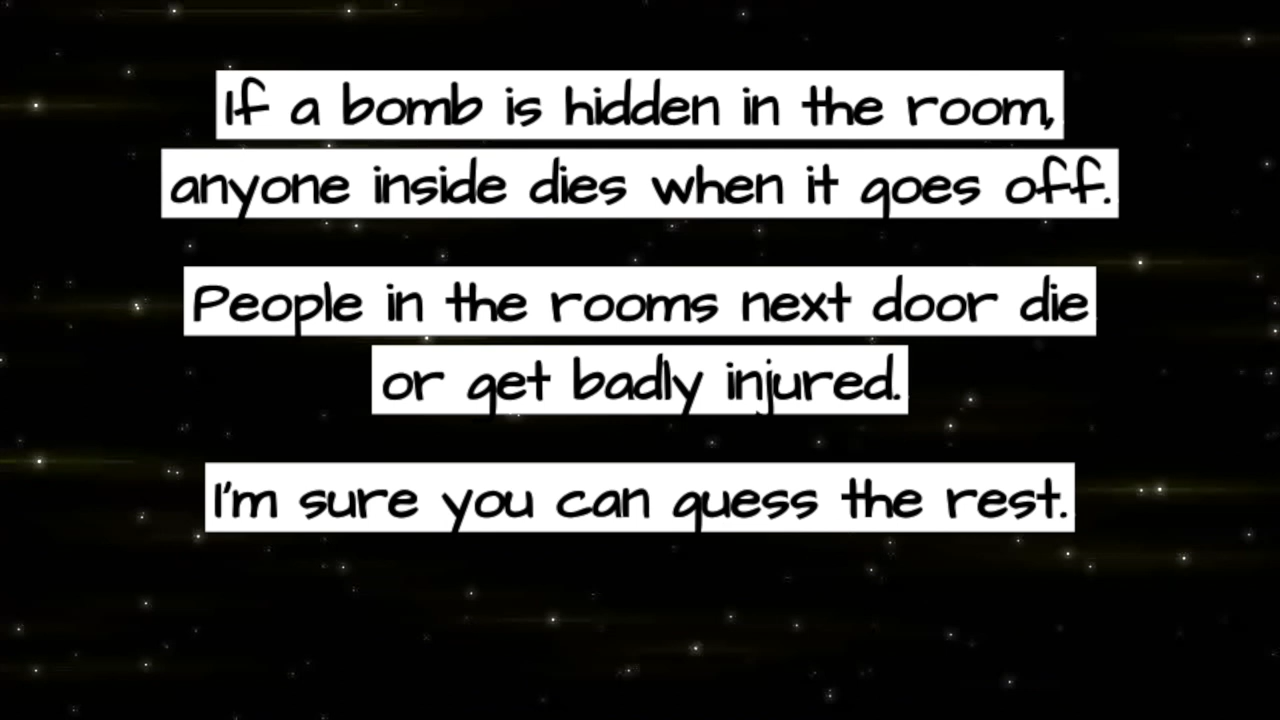 If a bomb is hidden in the room,
anyone inside dies when it goes off.
People in the rooms next door die
or get badly injured.
I'm sure you can guess the rest.